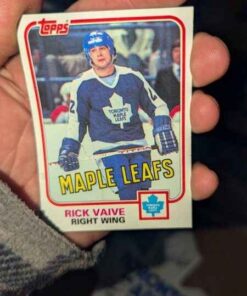 TOPPS
TORONTO
MAPLE
LEAFS
MAPLE LEAFS
RICK VAIVE
RIGHT WING